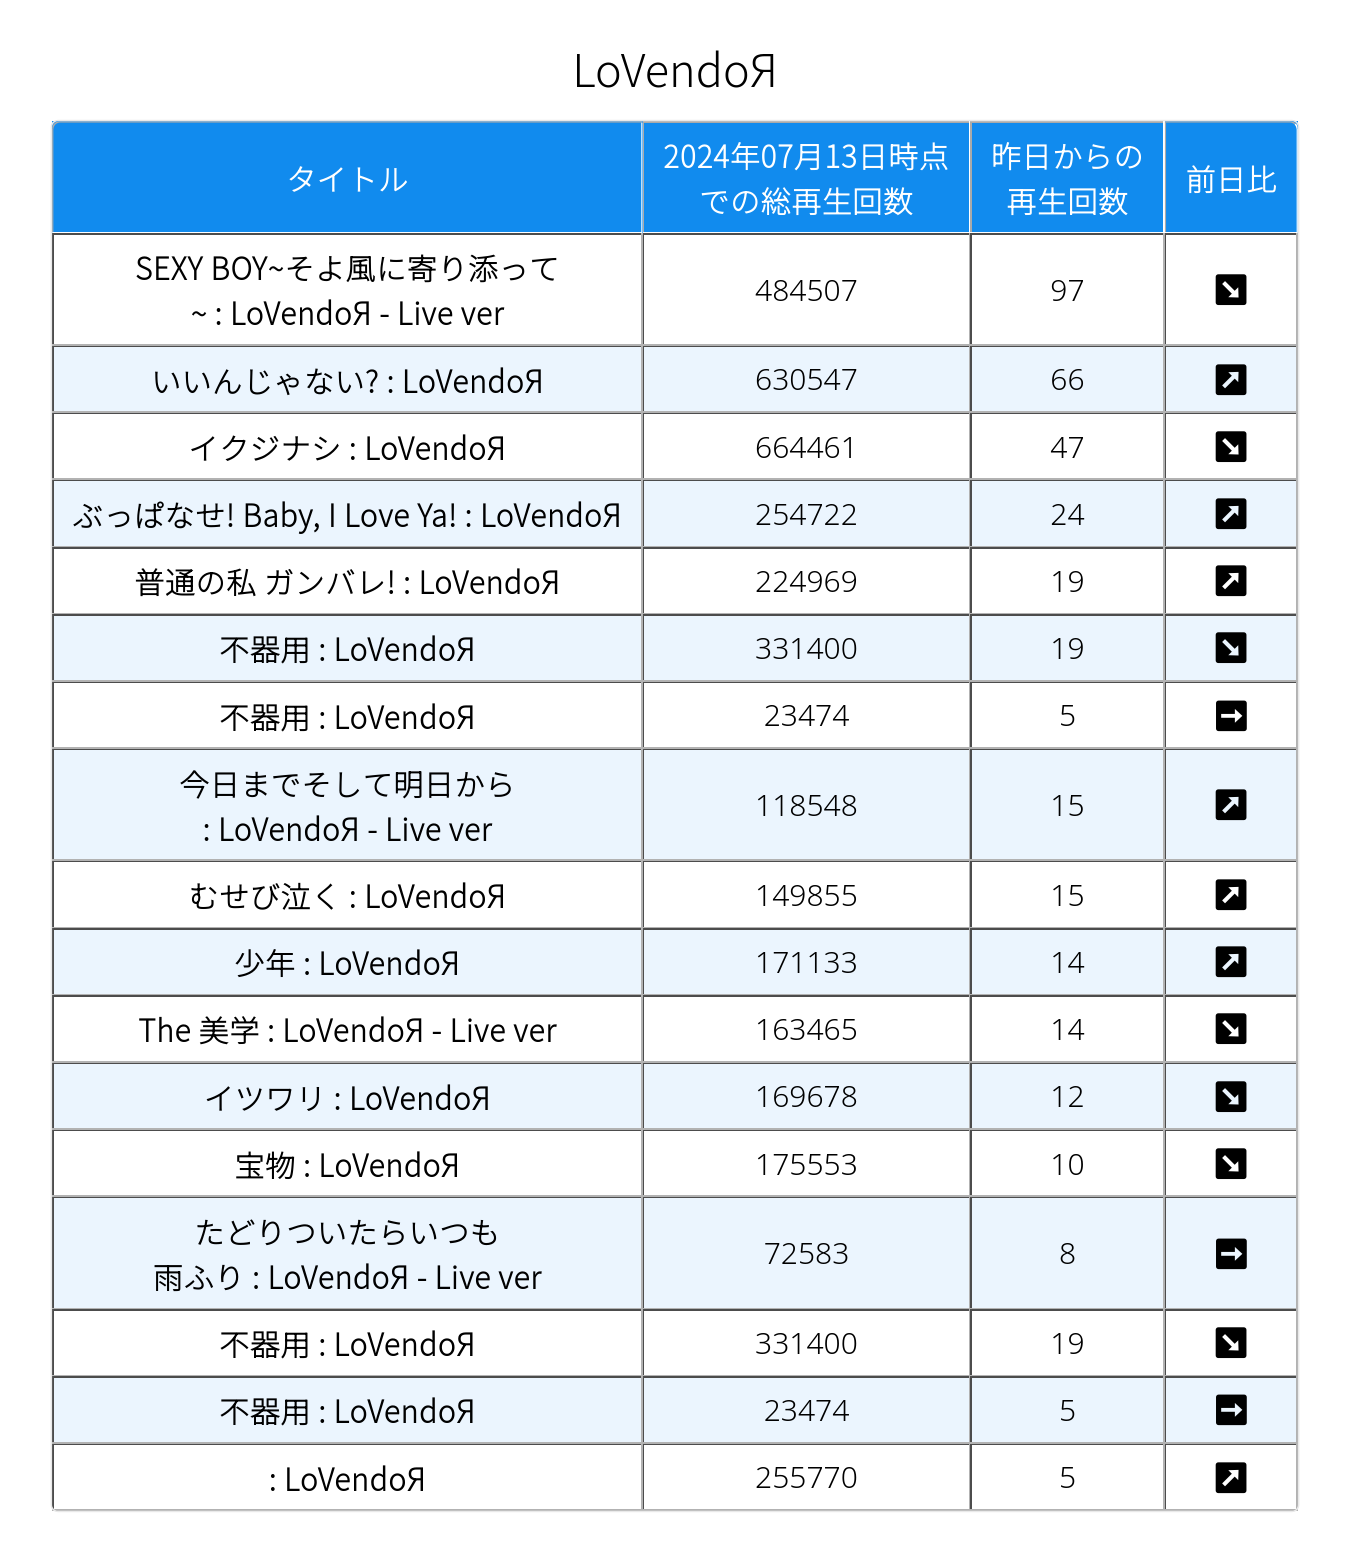 LoVendoЯ
タイトル
2024年07月13日時点
での総再生回数
昨日からの
再生回数
前日比
SEXY BOY~そよ風に寄り添って
~ : LoVendoЯ - Live ver
484507
97
いいんじゃない? : LoVendoЯ
630547
66
イクジナシ : LoVendoЯ
664461
47
ぶっぱなせ! Baby, I Love Ya! : LoVendoЯ
254722
24
普通の私 ガンバレ! : LoVendoЯ
224969
19
不器用 : LoVendoЯ
331400
19
不器用 : LoVendoЯ
23474
5
今日までそして明日から
: LoVendoЯ - Live ver
118548
15
むせび泣く : LoVendoЯ
149855
15
少年 : LoVendoЯ
171133
14
The 美学 : LoVendoЯ - Live ver
163465
14
イツワリ : LoVendoЯ
169678
12
宝物 : LoVendoЯ
175553
10
たどりついたらいつも
雨ふり : LoVendoЯ - Live ver
72583
8
不器用 : LoVendoЯ
331400
19
不器用 : LoVendoЯ
23474
5
: LoVendoЯ
255770
5